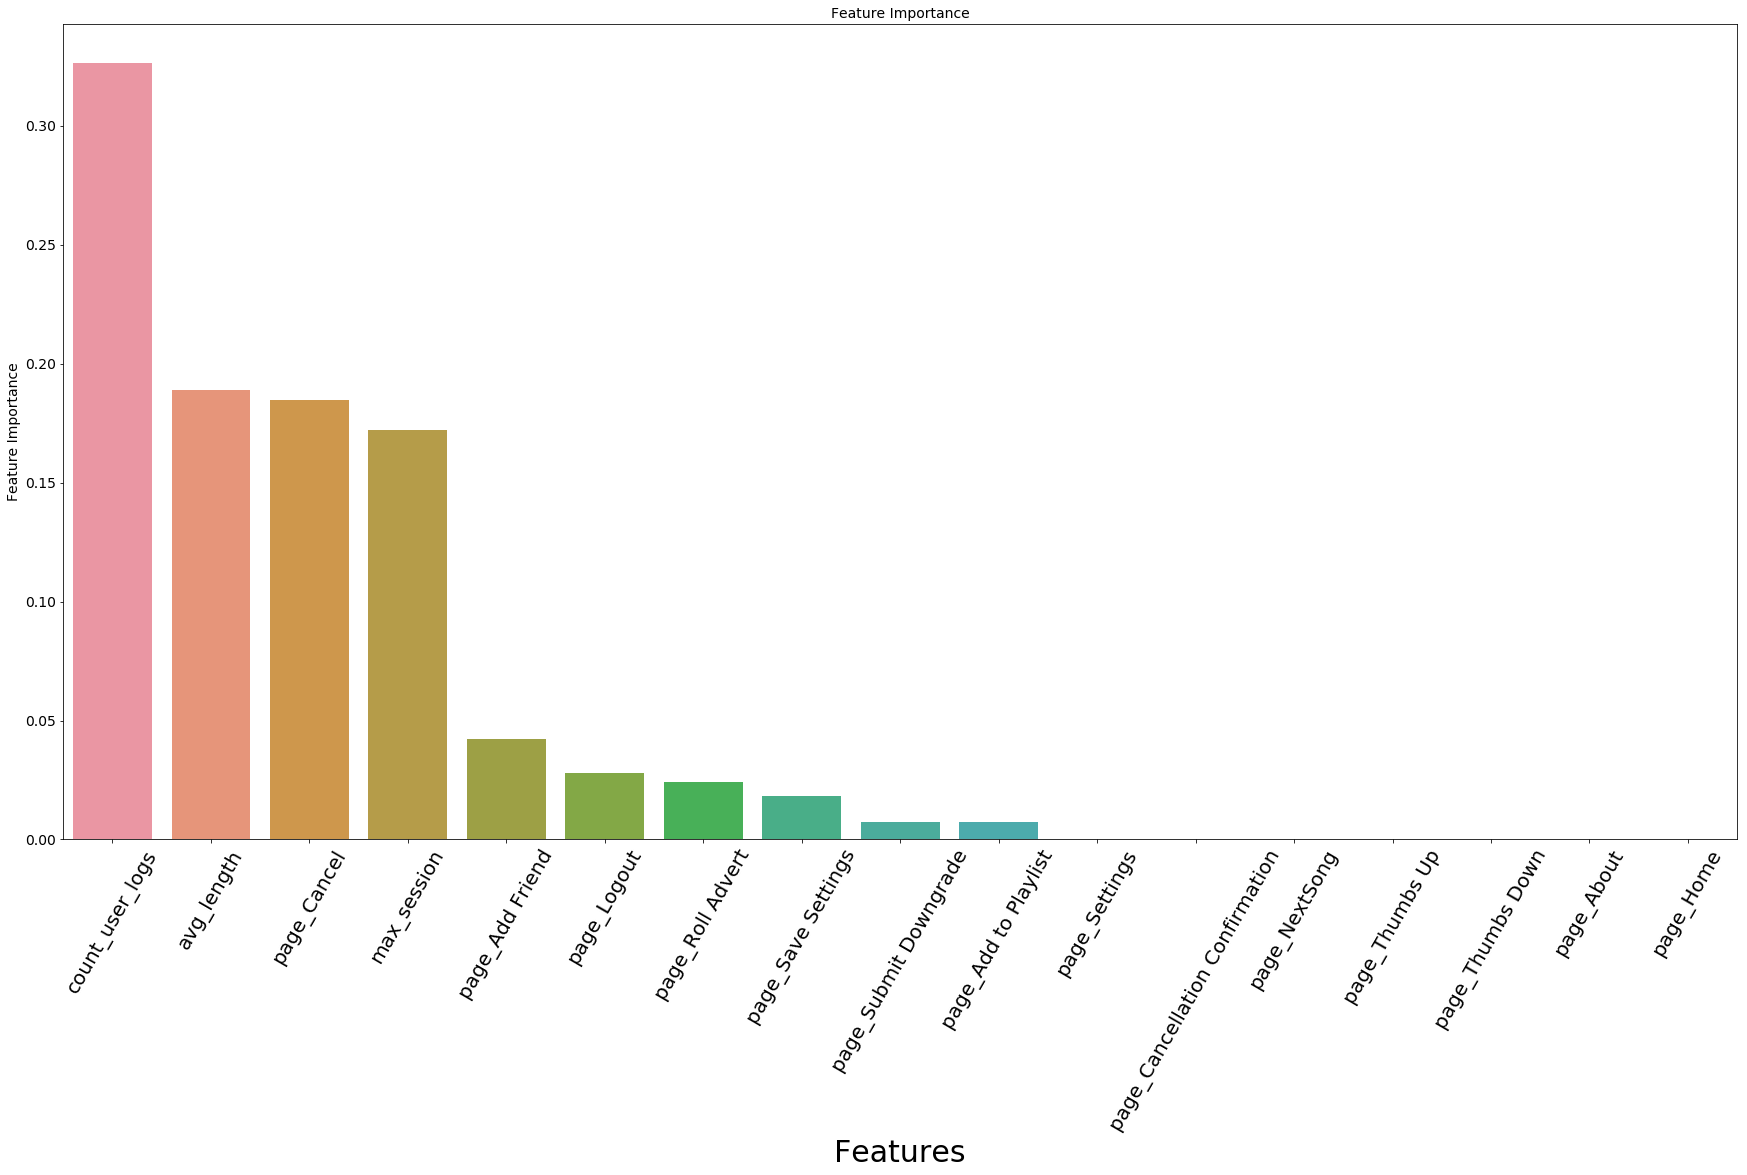 Feature Importance
Feature Importance
0.30
0.25
0.20
0.15
0.10
0.05
0.00
count_user_logs
avg_length
page_Cancel
max_session
page_Add Friend
page_Logout
page_Roll Advert
page_Save Settings
page_Submit Downgrade
page_Add to Playlist
page_Settings
page_Cancellation Confirmation
page_NextSong
page_Thumbs Up
page_Thumbs Down
page_About
page_Home
Features